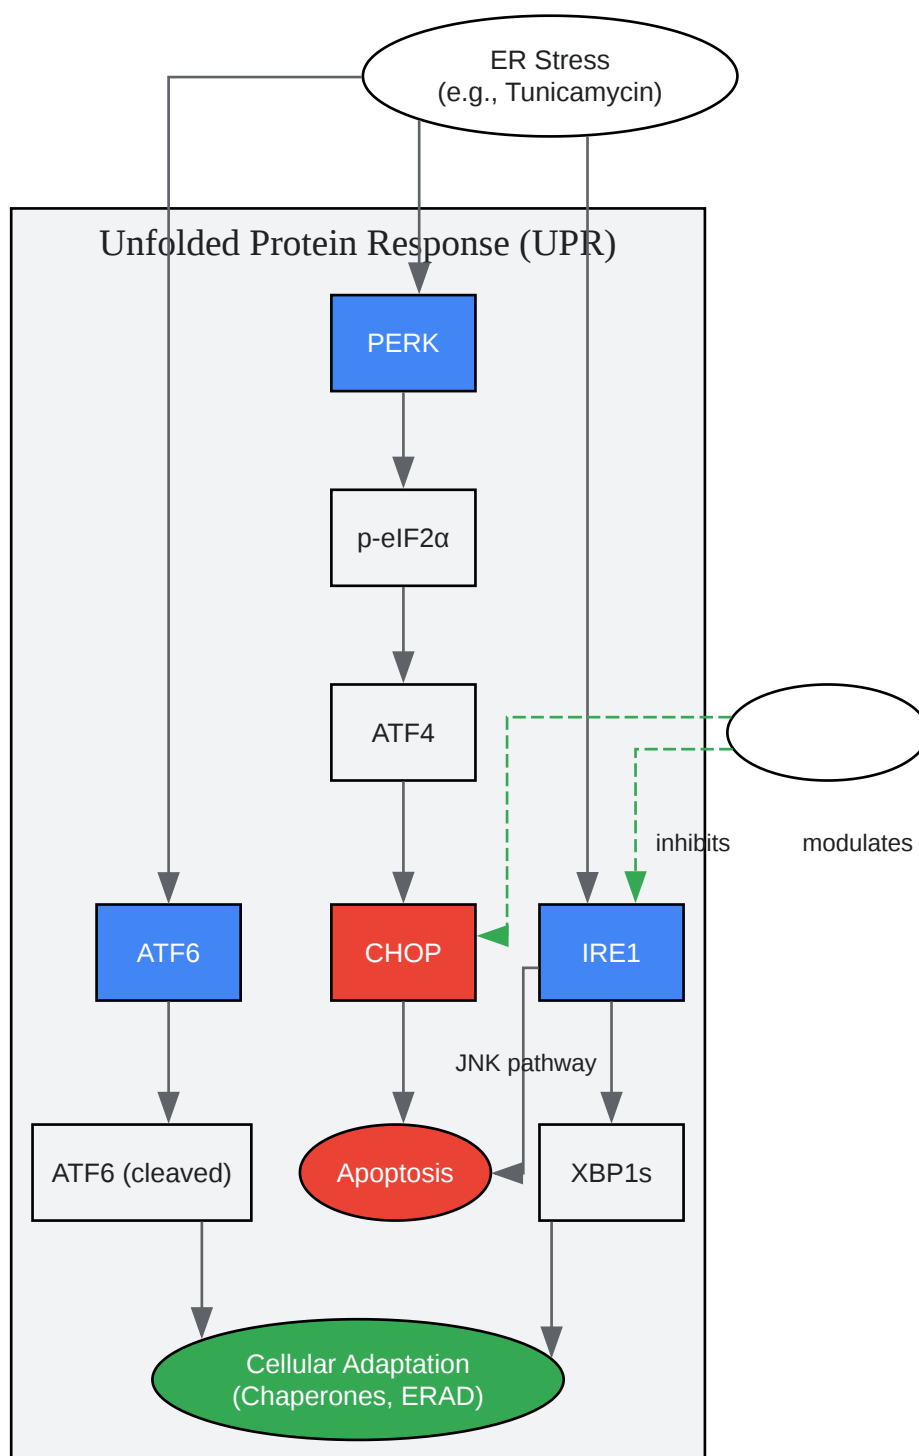 ER Stress
(e.g., Tunicamycin)
Unfolded Protein Response (UPR)
PERK
p-eIF2α
ATF4
inhibits
modulates
ATF6
CHOP
IRE1
JNK pathway
ATF6 (cleaved)
Apoptosis
XBP1s
Cellular Adaptation
(Chaperones, ERAD)